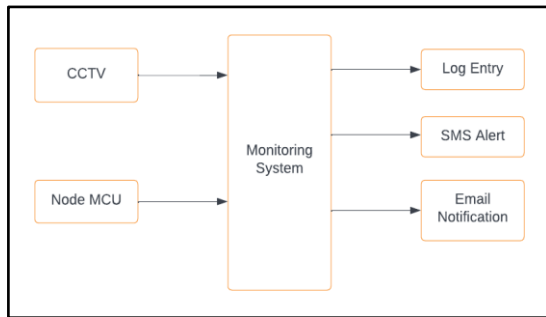 CCTV
Node MCU
Monitoring
System
Log Entry
SMS Alert
Email
Notification